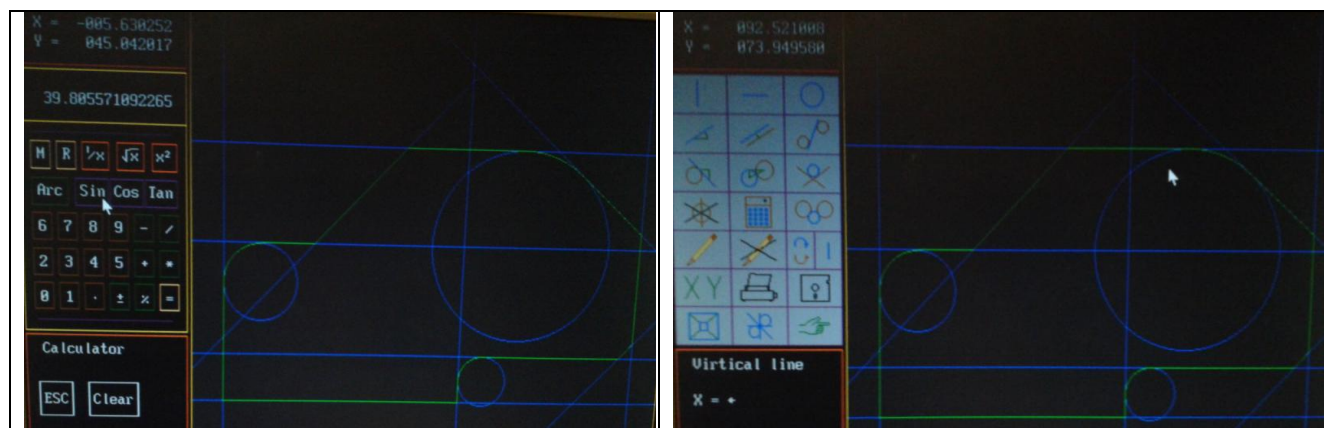 X = -005.630252
Y = 045.042017
39.805571092265
M R 1/x √x x²
Arc Sin Cos Tan
6 7 8 9 - /
2 3 4 5 + *
0 1 . ± % =
Calculator
ESC Clear
X = 092.521008
Y = 073.949580
X Y
Virtical line
X = ←